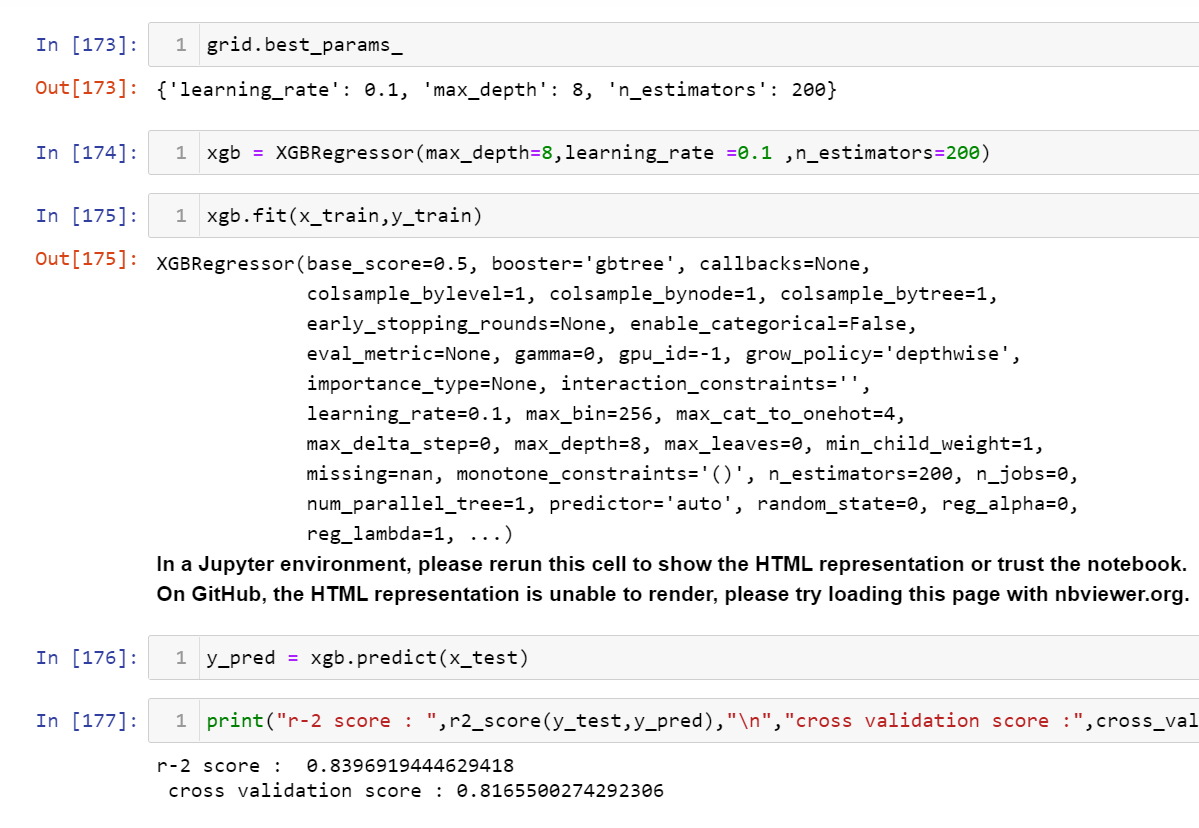 In [173]: 1 grid.best_params_
Out[173]: {'learning_rate': 0.1, 'max_depth': 8, 'n_estimators': 200}
In [174]: 1 xgb = XGBRegressor(max_depth=8,learning_rate =0.1 ,n_estimators=200)
In [175]: 1 xgb.fit(x_train,y_train)
Out[175]: XGBRegressor(base_score=0.5, booster='gbtree', callbacks=None,
colsample_bylevel=1, colsample_bynode=1, colsample_bytree=1,
early_stopping_rounds=None, enable_categorical=False,
eval_metric=None, gamma=0, gpu_id=-1, grow_policy='depthwise',
importance_type=None, interaction_constraints='',
learning_rate=0.1, max_bin=256, max_cat_to_onehot=4,
max_delta_step=0, max_depth=8, max_leaves=0, min_child_weight=1,
missing=nan, monotone_constraints='()', n_estimators=200, n_jobs=0,
num_parallel_tree=1, predictor='auto', random_state=0, reg_alpha=0,
reg_lambda=1, ...)
In a Jupyter environment, please rerun this cell to show the HTML representation or trust the notebook.
On GitHub, the HTML representation is unable to render, please try loading this page with nbviewer.org.
In [176]: 1 y_pred = xgb.predict(x_test)
In [177]: 1 print("r-2 score : ",r2_score(y_test,y_pred),"\n","cross validation score :",cross_val
r-2 score :  0.8396919444629418
cross validation score : 0.8165500274292306